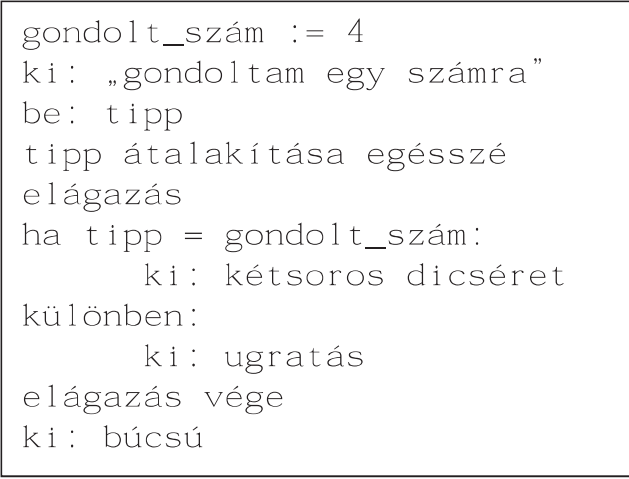 gondolt_szám := 4
ki: „gondoltam egy számra”
be: tipp
tipp átalakítása egésszé
elágazás
ha tipp = gondolt_szám:
ki: kétsoros dicséret
különben:
ki: ugratás
elágazás vége
ki: búcsú